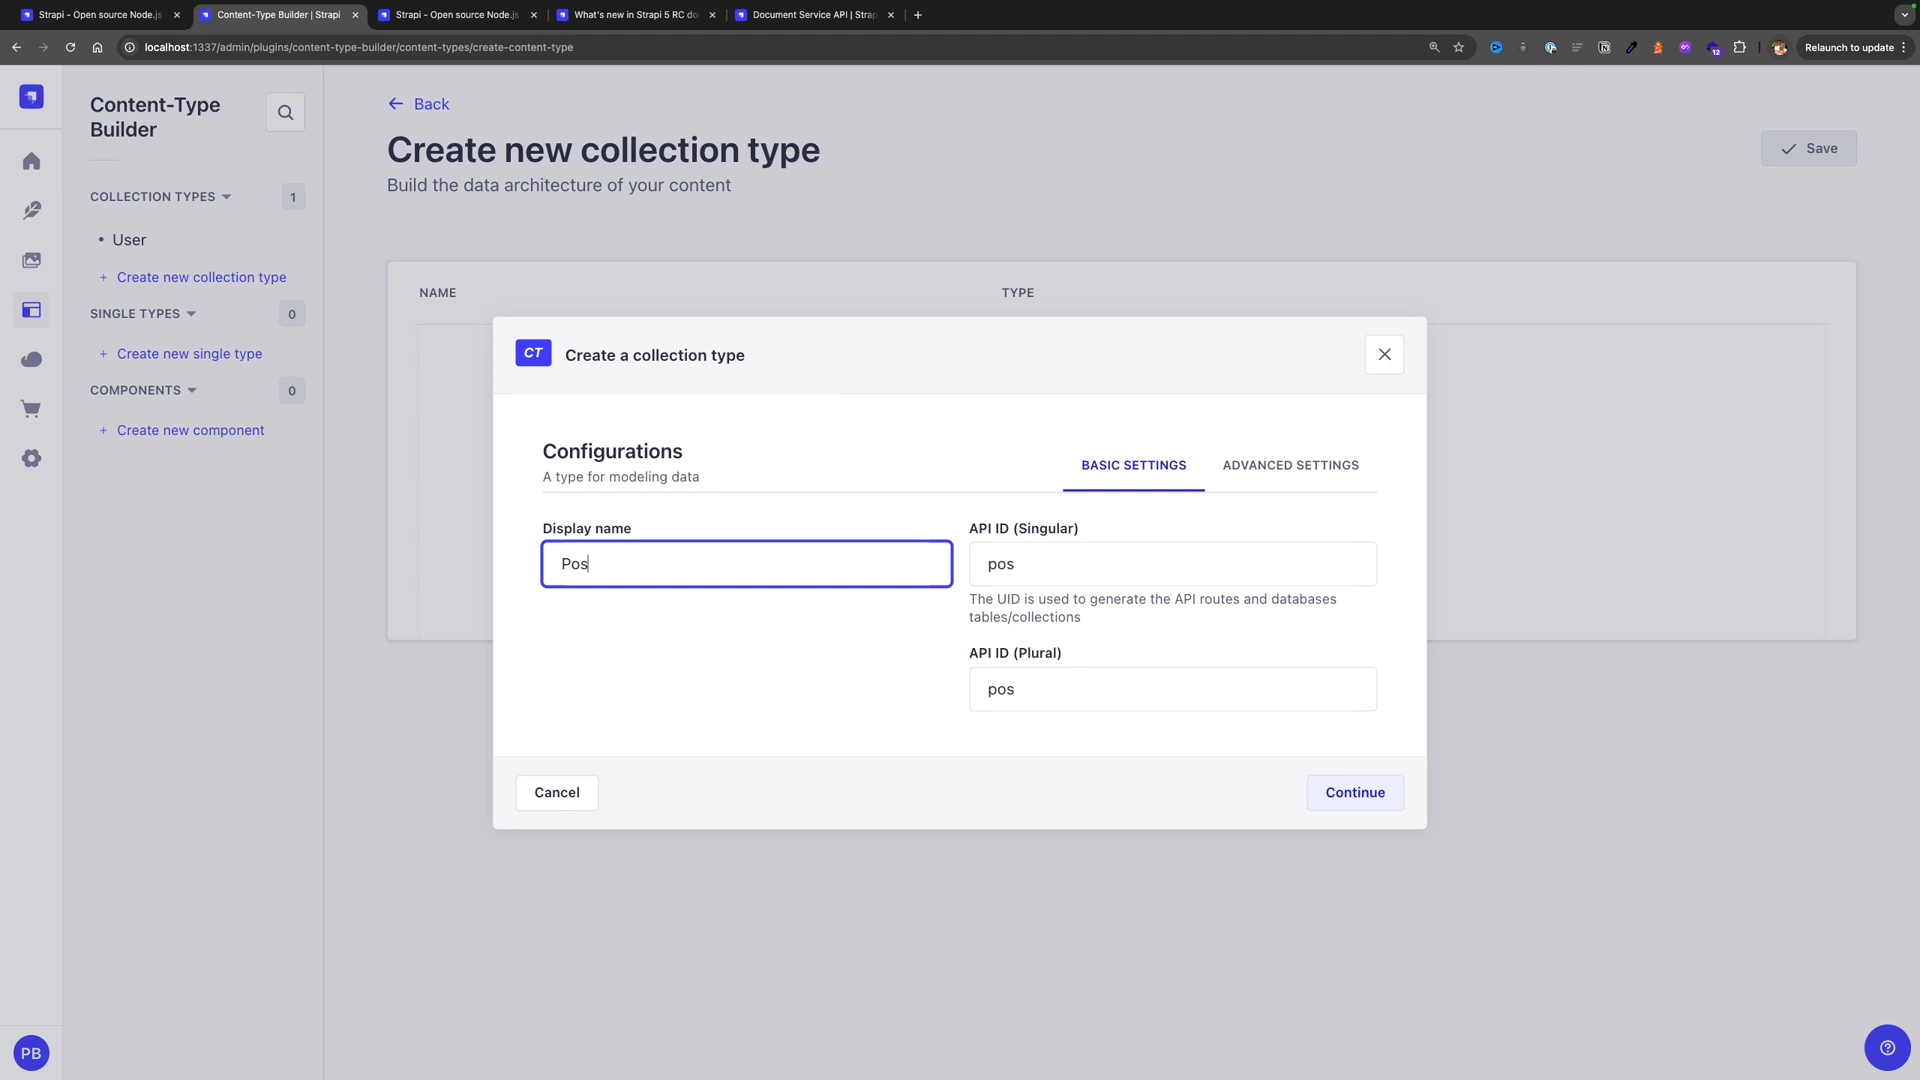 Strapi - Open source Node.js
Content-Type Builder | Strapi
Strapi - Open source Node.js
What's new in Strapi 5 RC do
Document Service API | Strap
localhost:1337/admin/plugins/content-type-builder/content-types/create-content-type
12
Relaunch to update
Content-Type
Builder
COLLECTION TYPES
1
User
+ Create new collection type
SINGLE TYPES
0
+ Create new single type
COMPONENTS
0
+ Create new component
PB
Back
Create new collection type
Build the data architecture of your content
Save
NAME
TYPE
CT
Create a collection type
Configurations
A type for modeling data
BASIC SETTINGS
ADVANCED SETTINGS
Display name
Pos
API ID (Singular)
pos
The UID is used to generate the API routes and databases
tables/collections
API ID (Plural)
pos
Cancel
Continue